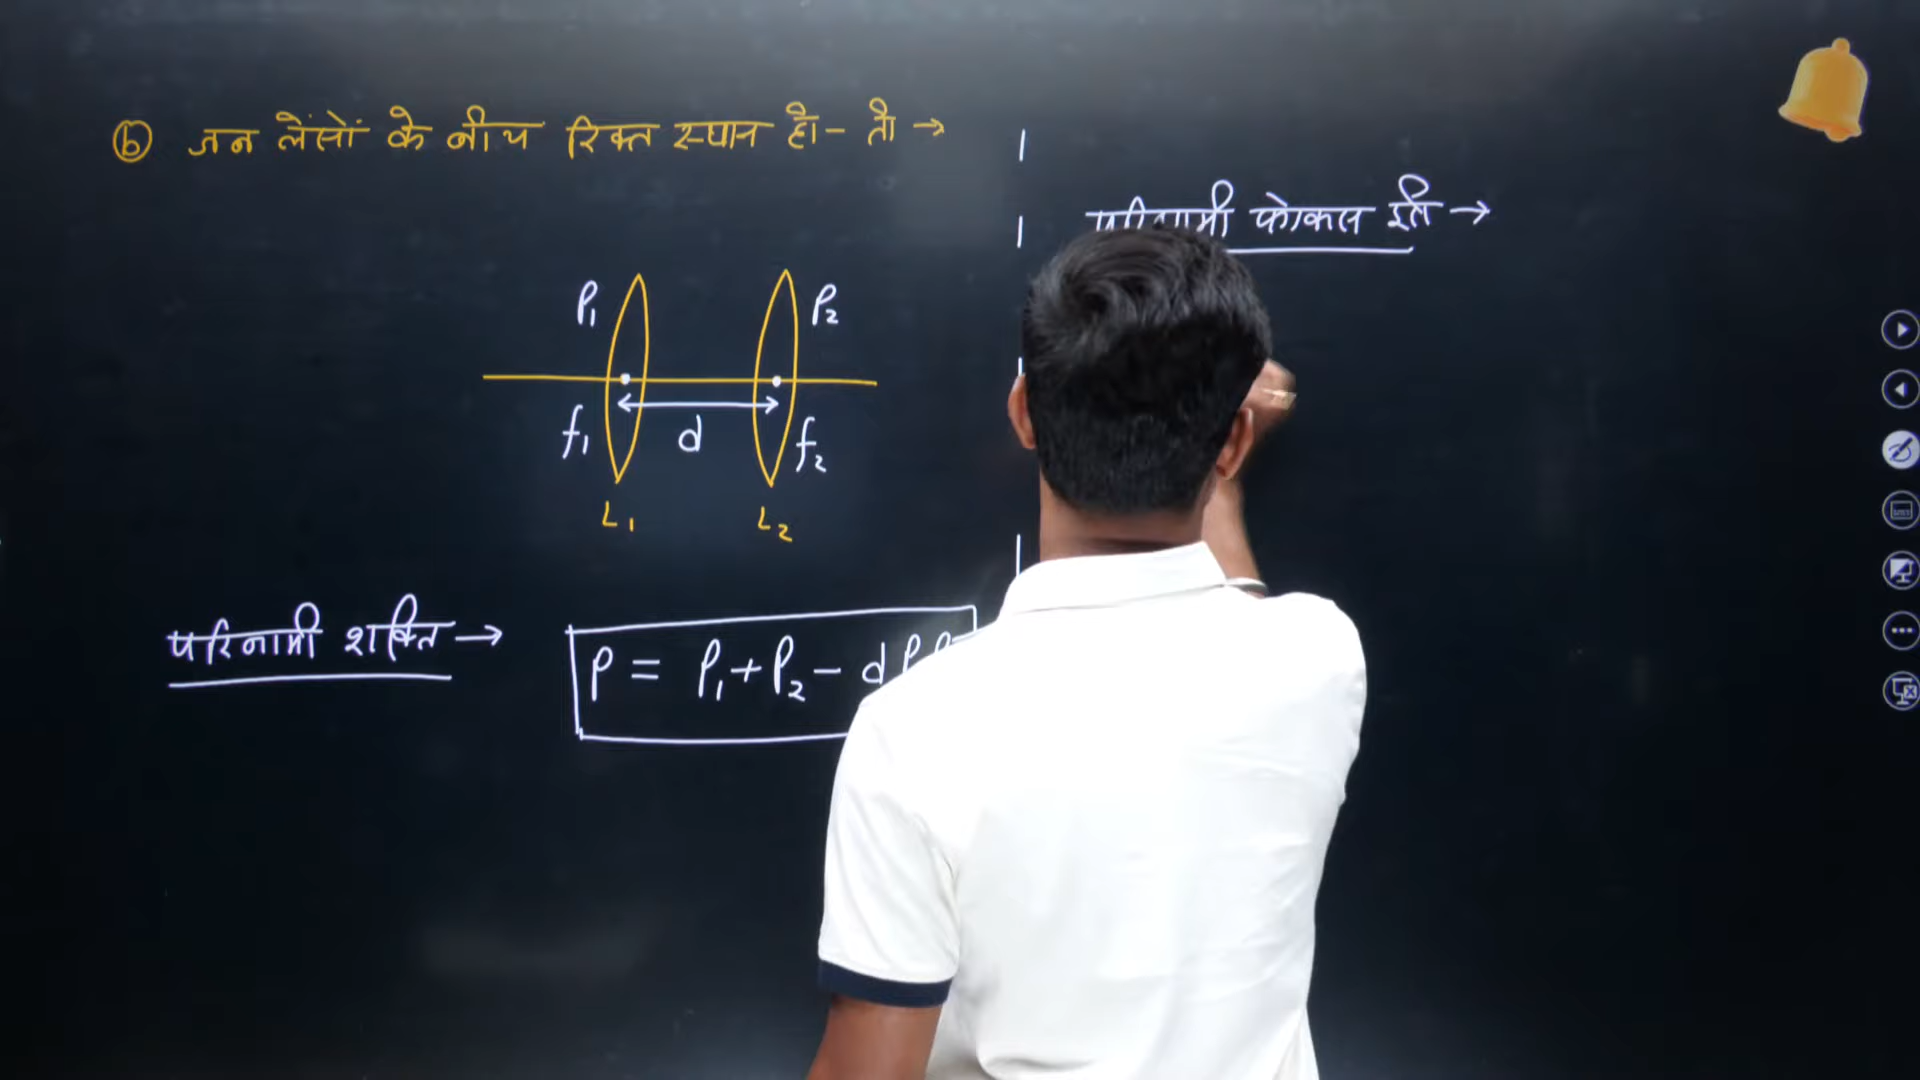 ⓑ जब लेंसों के बीच रिक्त स्थान हो- तो →
P₁ P₂
f₁ d f₂
L₁ L₂
परिणामी शक्ति →
P = P₁+P₂- d
परिणामी फोकस दूरी →